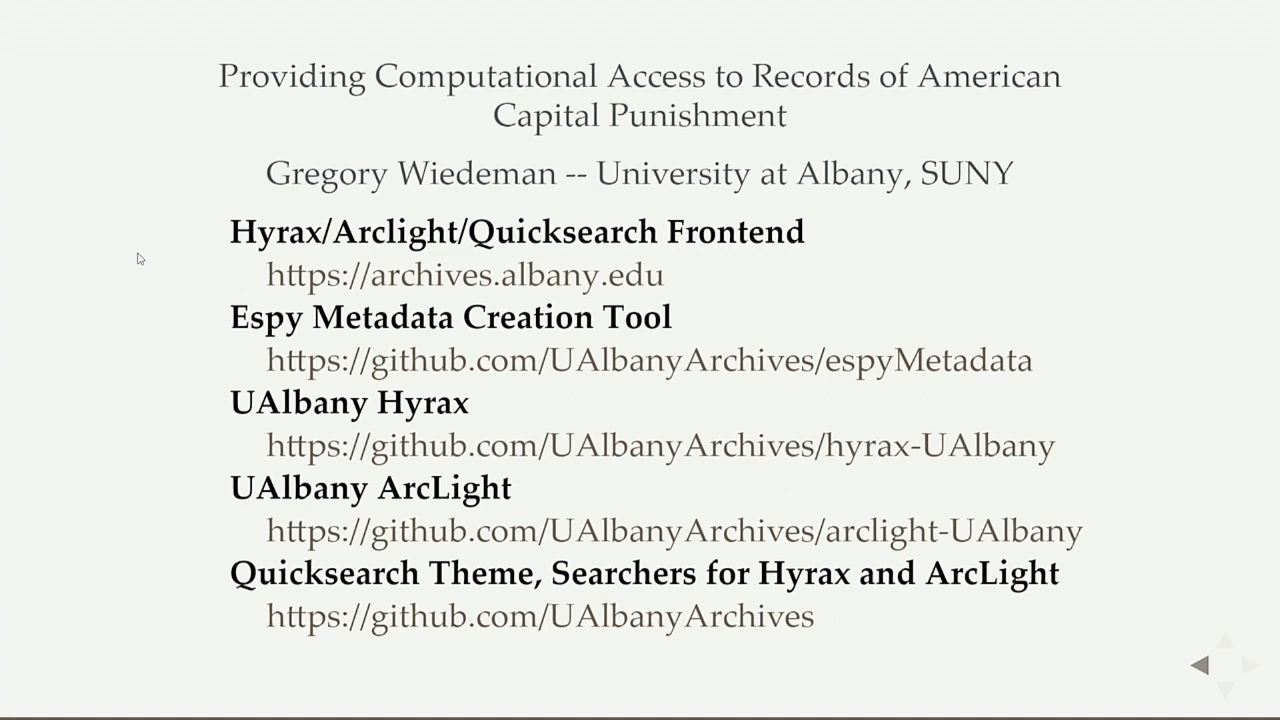 Providing Computational Access to Records of American
Capital Punishment
Gregory Wiedeman -- University at Albany, SUNY
Hyrax/Arclight/Quicksearch Frontend
https://archives.albany.edu
Espy Metadata Creation Tool
https://github.com/UAlbanyArchives/espyMetadata
UAlbany Hyrax
https://github.com/UAlbanyArchives/hyrax-UAlbany
UAlbany ArcLight
https://github.com/UAlbanyArchives/arclight-UAlbany
Quicksearch Theme, Searchers for Hyrax and ArcLight
https://github.com/UAlbanyArchives